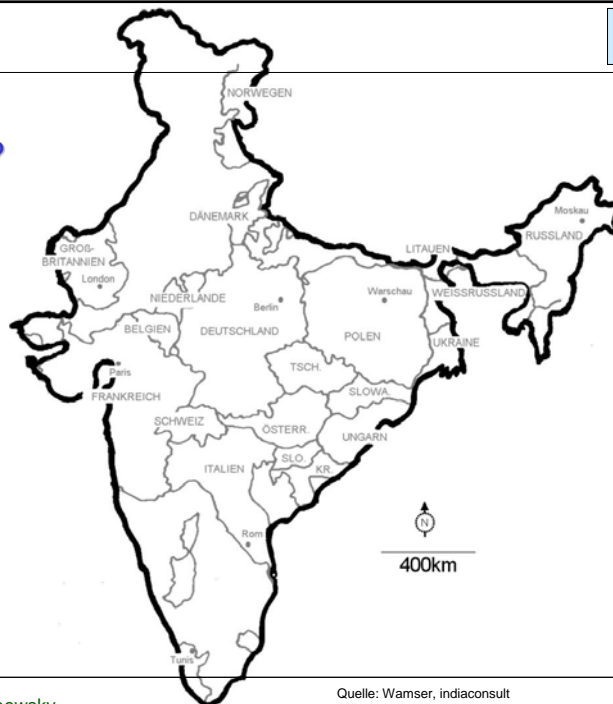 NORWEGEN
Moskau
DÄNEMARK
RUSSLAND
GROß-
BRITANNIEN
LITAUEN
London
NIEDERLANDE
Berlin
Warschau
WEISSRUSSLAND
BELGIEN
DEUTSCHLAND
POLEN
UKRAINE
Paris
TSCH.
FRANKREICH
SLOWA.
SCHWEIZ
ÖSTERR.
UNGARN
SLO.
ITALIEN
KR.
N
Rom
400km
Tunis
Quelle: Wamser, indiaconsult